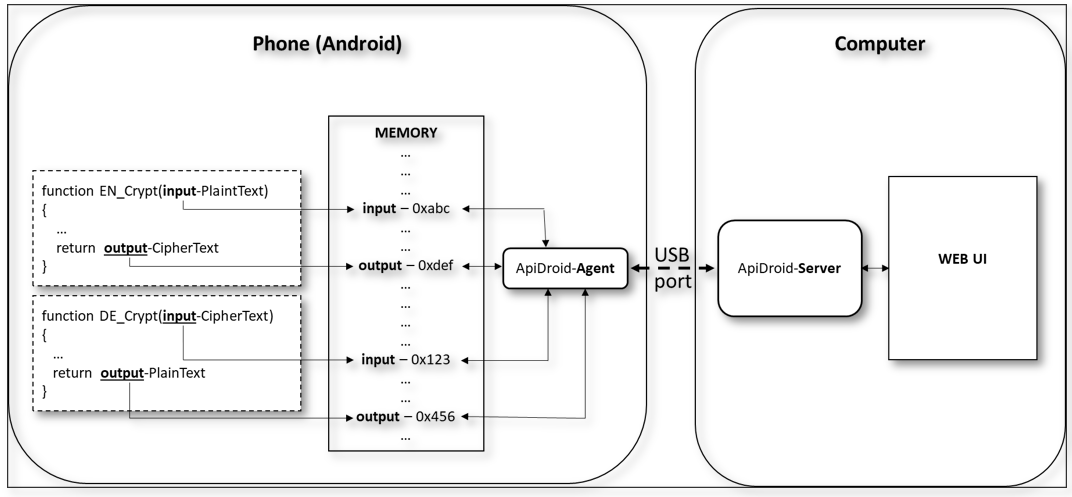 Phone (Android)
Computer
function EN_Crypt(input-PlaintText)
{
...
return output-CipherText
}
function DE_Crypt(input-CipherText)
{
...
return output-PlainText
}
MEMORY
...
...
...
input – 0xabc
...
...
output – 0xdef
...
...
...
...
input – 0x123
...
...
output – 0x456
...
ApiDroid-Agent
USB
port
ApiDroid-Server
WEB UI